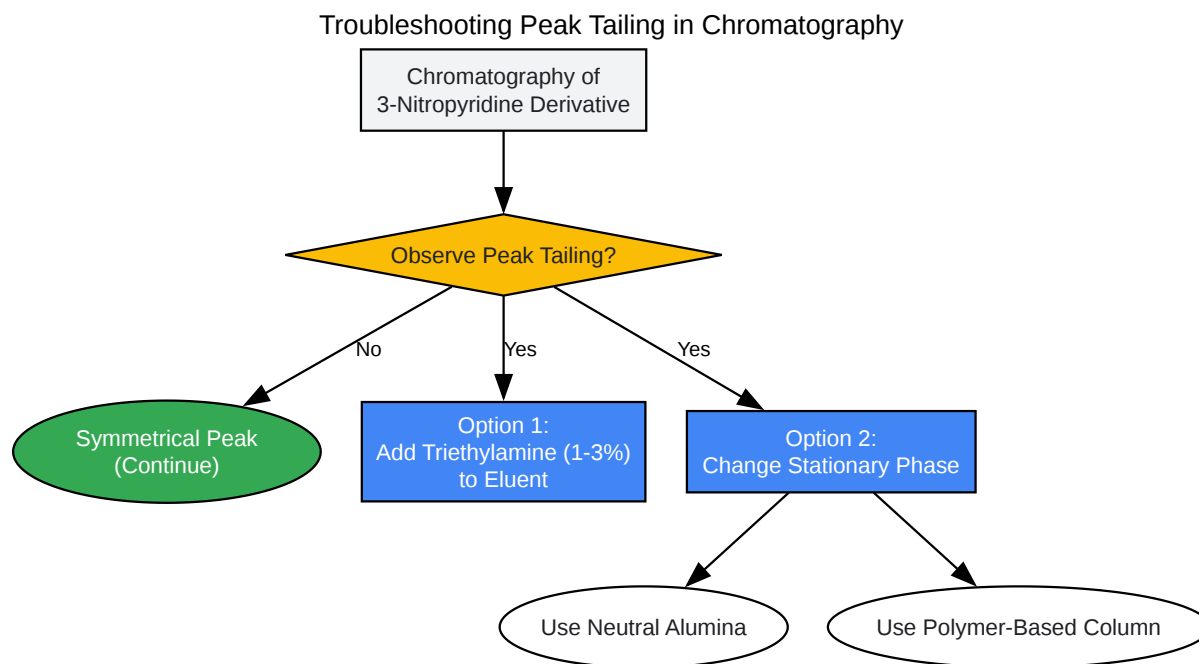 Troubleshooting Peak Tailing in Chromatography
Chromatography of
3-Nitropyridine Derivative
Observe Peak Tailing?
No
Yes
Yes
Symmetrical Peak
(Continue)
Option 1:
Add Triethylamine (1-3%)
to Eluent
Option 2:
Change Stationary Phase
Use Neutral Alumina
Use Polymer-Based Column